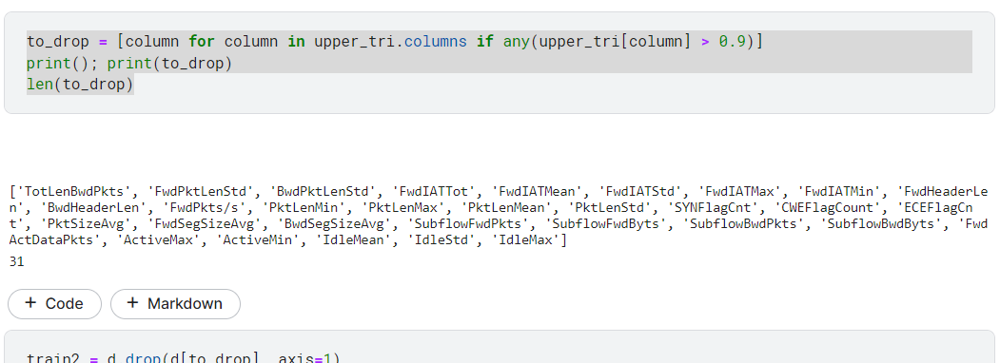 to_drop = [column for column in upper_tri.columns if any(upper_tri[column] > 0.9)]
print(); print(to_drop)
len(to_drop)
['TotLenBwdPkts', 'FwdPktLenStd', 'BwdPktLenStd', 'FwdIATTot', 'FwdIATMean', 'FwdIATStd', 'FwdIATMax', 'FwdIATMin', 'FwdHeaderLe
n', 'BwdHeaderLen', 'FwdPkts/s', 'PktLenMin', 'PktLenMax', 'PktLenMean', 'PktLenStd', 'SYNFlagCnt', 'CWEFlagCount', 'ECEFlagCn
t', 'PktSizeAvg', 'FwdSegSizeAvg', 'BwdSegSizeAvg', 'SubflowFwdPkts', 'SubflowFwdByts', 'SubflowBwdPkts', 'SubflowBwdByts', 'Fwd
ActDataPkts', 'ActiveMax', 'ActiveMin', 'IdleMean', 'IdleStd', 'IdleMax']
31
+ Code + Markdown
train2 = d.drop(d[to_drop], axis=1)